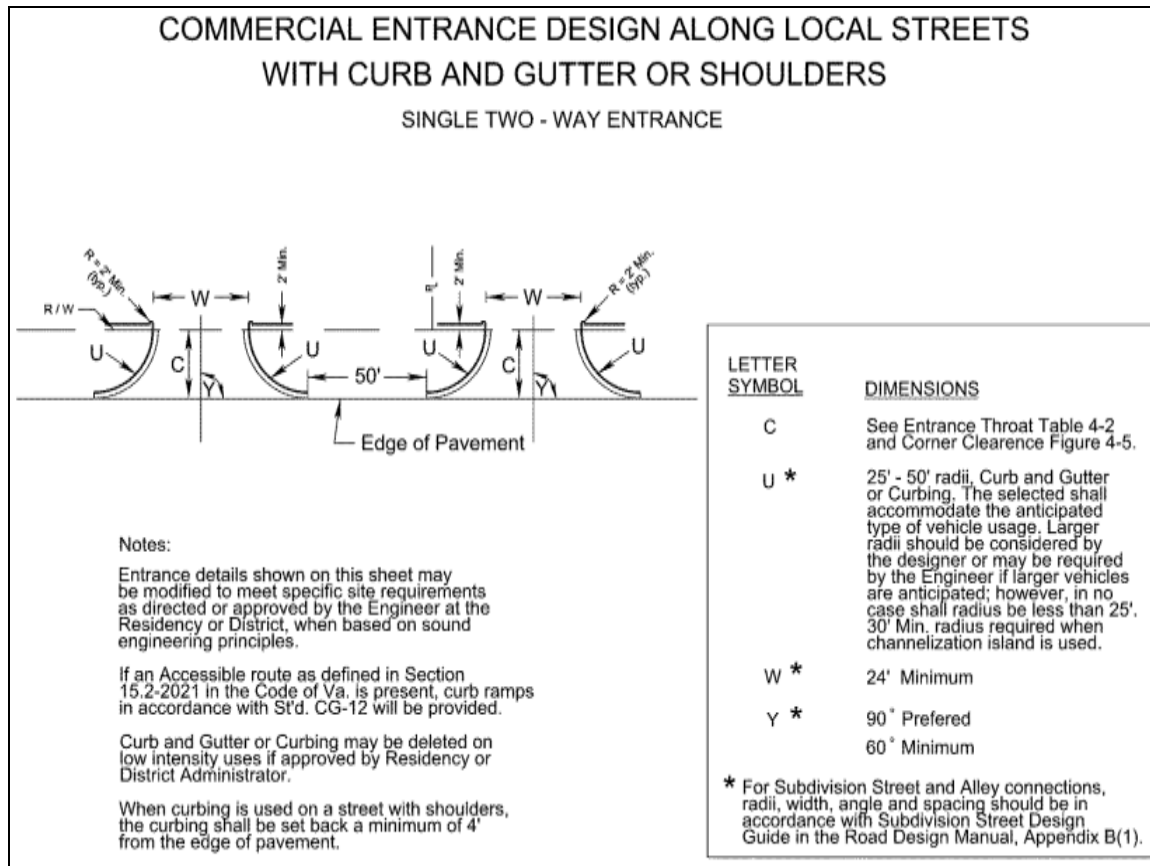 COMMERCIAL ENTRANCE DESIGN ALONG LOCAL STREETS
WITH CURB AND GUTTER OR SHOULDERS
SINGLE TWO - WAY ENTRANCE
R = 2' Min.
(typ.)
W
2' Min.
PL
2' Min.
W
R = 2' Min.
(typ.)
R / W
U
C
U
U
C
U
Y
50'
Y
Edge of Pavement
LETTER
SYMBOL
DIMENSIONS
C
See Entrance Throat Table 4-2
and Corner Clearence Figure 4-5.
U *
25' - 50' radii, Curb and Gutter
or Curbing. The selected shall
accommodate the anticipated
type of vehicle usage. Larger
radii should be considered by
the designer or may be required
by the Engineer if larger vehicles
are anticipated; however, in no
case shall radius be less than 25'.
30' Min. radius required when
channelization island is used.
W *
24' Minimum
Y *
90° Prefered
60° Minimum
* For Subdivision Street and Alley connections,
radii, width, angle and spacing should be in
accordance with Subdivision Street Design
Guide in the Road Design Manual, Appendix B(1).
Notes:
Entrance details shown on this sheet may
be modified to meet specific site requirements
as directed or approved by the Engineer at the
Residency or District, when based on sound
engineering principles.
If an Accessible route as defined in Section
15.2-2021 in the Code of Va. is present, curb ramps
in accordance with St'd. CG-12 will be provided.
Curb and Gutter or Curbing may be deleted on
low intensity uses if approved by Residency or
District Administrator.
When curbing is used on a street with shoulders,
the curbing shall be set back a minimum of 4'
from the edge of pavement.